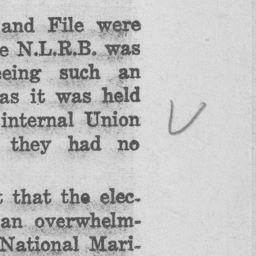 and File were
e N.L.R.B. was
eeing such an
as it was held
internal Union
they had no
t that the elec-
an overwhelm-
National Mari-